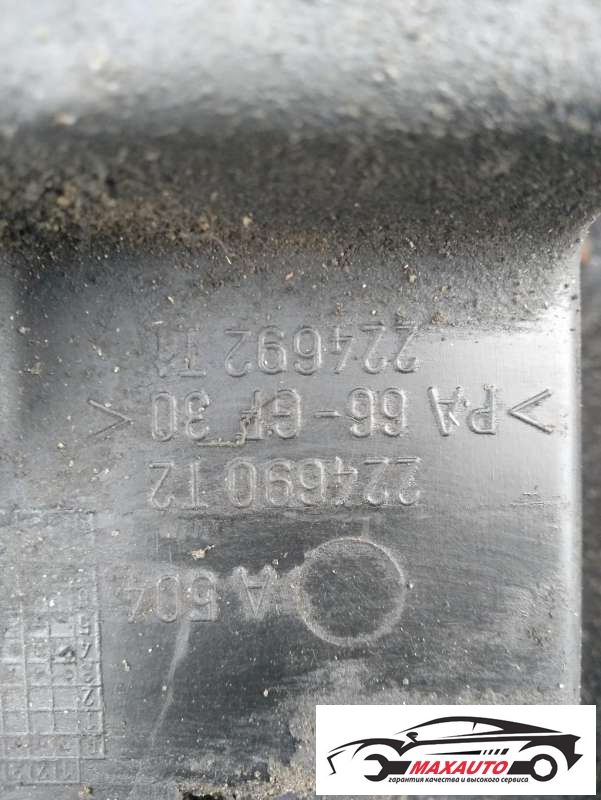 A 504
224690 T2
> PA 66-GF 30 <
224692 T1
MAXAUTO
гарантия качества и высокого сервиса